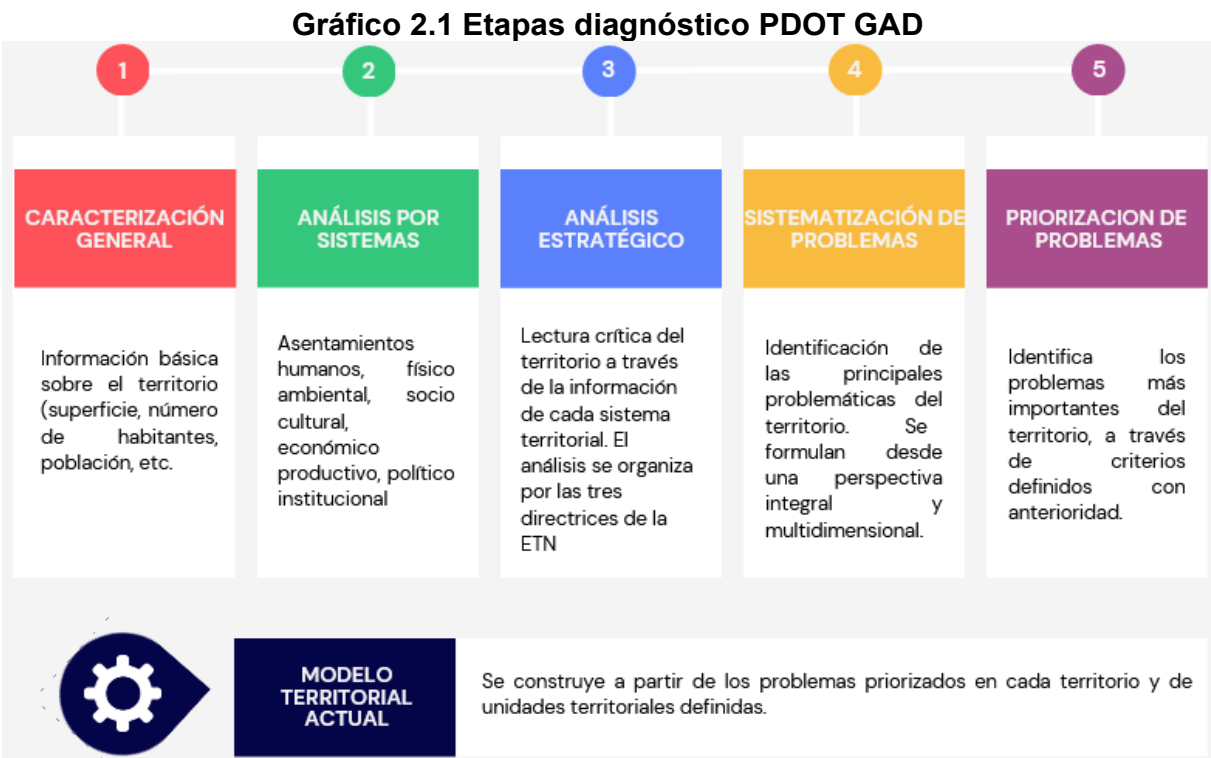 Gráfico 2.1 Etapas diagnóstico PDOT GAD
1
2
3
4
5
CARACTERIZACIÓN
GENERAL
Información básica
sobre el territorio
(superficie, número
de habitantes,
población, etc.
ANÁLISIS POR
SISTEMAS
Asentamientos
humanos, físico
ambiental, socio
cultural,
económico
productivo, político
institucional
ANÁLISIS
ESTRATÉGICO
Lectura crítica del
territorio a través
de la información
de cada sistema
territorial. El
análisis se organiza
por las tres
directrices de la
ETN
SISTEMATIZACIÓN DE
PROBLEMAS
Identificación de
las principales
problemáticas del
territorio. Se
formulan desde
una perspectiva
integral y
multidimensional.
PRIORIZACION DE
PROBLEMAS
Identifica los
problemas más
importantes del
territorio, a través
de criterios
definidos con
anterioridad.
MODELO
TERRITORIAL
ACTUAL
Se construye a partir de los problemas priorizados en cada territorio y de
unidades territoriales definidas.